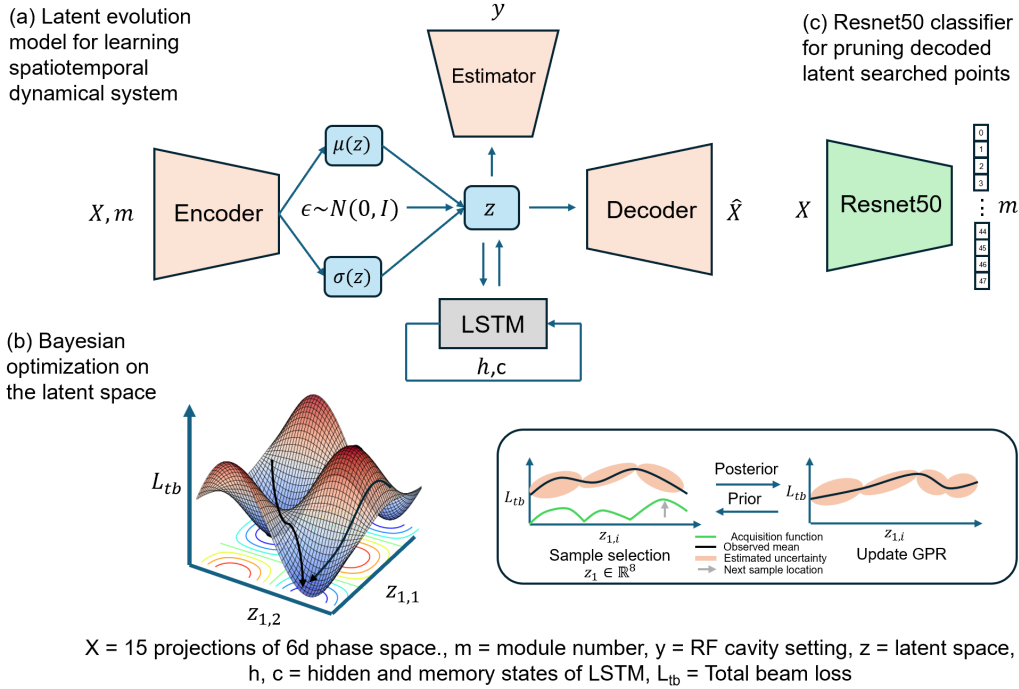 (a) Latent evolution
model for learning
spatiotemporal
dynamical system
y
Estimator
(c) Resnet50 classifier
for pruning decoded
latent searched points
X, m
Encoder
μ(z)
ϵ~N(0, I)
σ(z)
z
Decoder
X̂
LSTM
h,c
X
Resnet50
0
1
2
3
⋮
44
45
46
47
m
(b) Bayesian
optimization on
the latent space
L_tb
z_1,2
z_1,1
L_tb
z_1,i
Sample selection
z_1 ∈ ℝ^8
Posterior
Prior
Acquisition function
Observed mean
Estimated uncertainty
Next sample location
L_tb
z_1,i
Update GPR
X = 15 projections of 6d phase space., m = module number, y = RF cavity setting, z = latent space,
h, c = hidden and memory states of LSTM, L_tb = Total beam loss